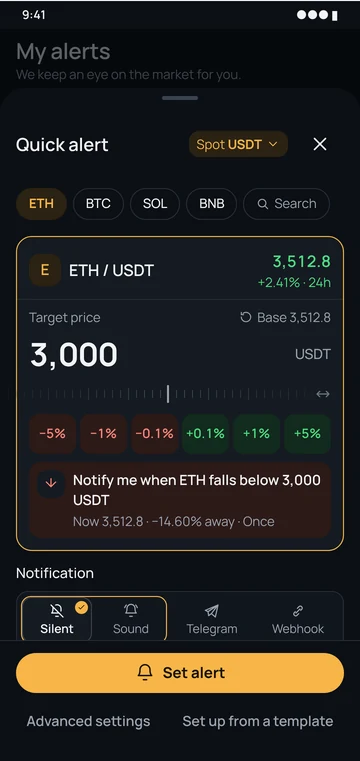 9:41
My alerts
We keep an eye on the market for you.
Quick alert
Spot USDT
ETH
BTC
SOL
BNB
Search
E
ETH / USDT
3,512.8
+2.41% · 24h
Target price
Base 3,512.8
3,000
USDT
−5%
−1%
−0.1%
+0.1%
+1%
+5%
Notify me when ETH falls below 3,000
USDT
Now 3,512.8 · −14.60% away · Once
Notification
Silent
Sound
Telegram
Webhook
Set alert
Advanced settings
Set up from a template